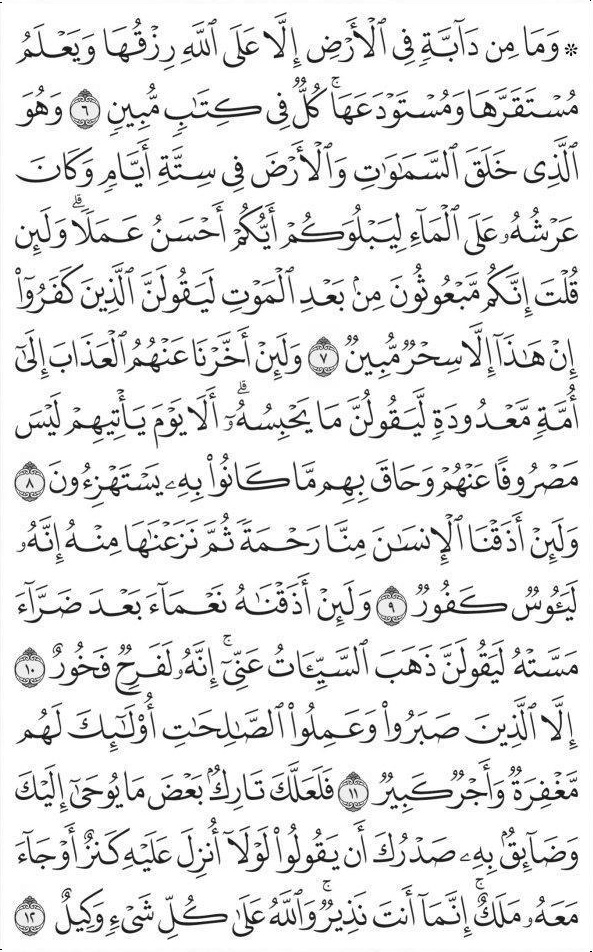 ۞ وَمَا مِن دَآبَّةٍ فِي ٱلۡأَرۡضِ إِلَّا عَلَى ٱللَّهِ رِزۡقُهَا وَيَعۡلَمُ
مُسۡتَقَرَّهَا وَمُسۡتَوۡدَعَهَاۚ كُلّٞ فِي كِتَٰبٖ مُّبِينٖ ٦ وَهُوَ
ٱلَّذِي خَلَقَ ٱلسَّمَٰوَٰتِ وَٱلۡأَرۡضَ فِي سِتَّةِ أَيَّامٖ وَكَانَ
عَرۡشُهُۥ عَلَى ٱلۡمَآءِ لِيَبۡلُوَكُمۡ أَيُّكُمۡ أَحۡسَنُ عَمَلٗاۗ وَلَئِن
قُلۡتَ إِنَّكُم مَّبۡعُوثُونَ مِنۢ بَعۡدِ ٱلۡمَوۡتِ لَيَقُولَنَّ ٱلَّذِينَ كَفَرُوٓاْ
إِنۡ هَٰذَآ إِلَّا سِحۡرٞ مُّبِينٞ ٧ وَلَئِنۡ أَخَّرۡنَا عَنۡهُمُ ٱلۡعَذَابَ إِلَىٰٓ
أُمَّةٖ مَّعۡدُودَةٖ لَّيَقُولُنَّ مَا يَحۡبِسُهُۥٓۗ أَلَا يَوۡمَ يَأۡتِيهِمۡ لَيۡسَ
مَصۡرُوفًا عَنۡهُمۡ وَحَاقَ بِهِم مَّا كَانُواْ بِهِۦ يَسۡتَهۡزِءُونَ ٨
وَلَئِنۡ أَذَقۡنَا ٱلۡإِنسَٰنَ مِنَّا رَحۡمَةٗ ثُمَّ نَزَعۡنَٰهَا مِنۡهُ إِنَّهُۥ
لَيَـُٔوسٞ كَفُورٞ ٩ وَلَئِنۡ أَذَقۡنَٰهُ نَعۡمَآءَ بَعۡدَ ضَرَّآءَ
مَسَّتۡهُ لَيَقُولَنَّ ذَهَبَ ٱلسَّيِّـَٔاتُ عَنِّيٓۚ إِنَّهُۥ لَفَرِحٞ فَخُورٌ ١٠
إِلَّا ٱلَّذِينَ صَبَرُواْ وَعَمِلُواْ ٱلصَّٰلِحَٰتِ أُوْلَٰٓئِكَ لَهُم
مَّغۡفِرَةٞ وَأَجۡرٞ كَبِيرٞ ١١ فَلَعَلَّكَ تَارِكُۢ بَعۡضَ مَا يُوحَىٰٓ إِلَيۡكَ
وَضَآئِقُۢ بِهِۦ صَدۡرُكَ أَن يَقُولُواْ لَوۡلَآ أُنزِلَ عَلَيۡهِ كَنزٌ أَوۡ جَآءَ
مَعَهُۥ مَلَكٌۚ إِنَّمَآ أَنتَ نَذِيرٞۚ وَٱللَّهُ عَلَىٰ كُلِّ شَيۡءٖ وَكِيلٌ ١٢